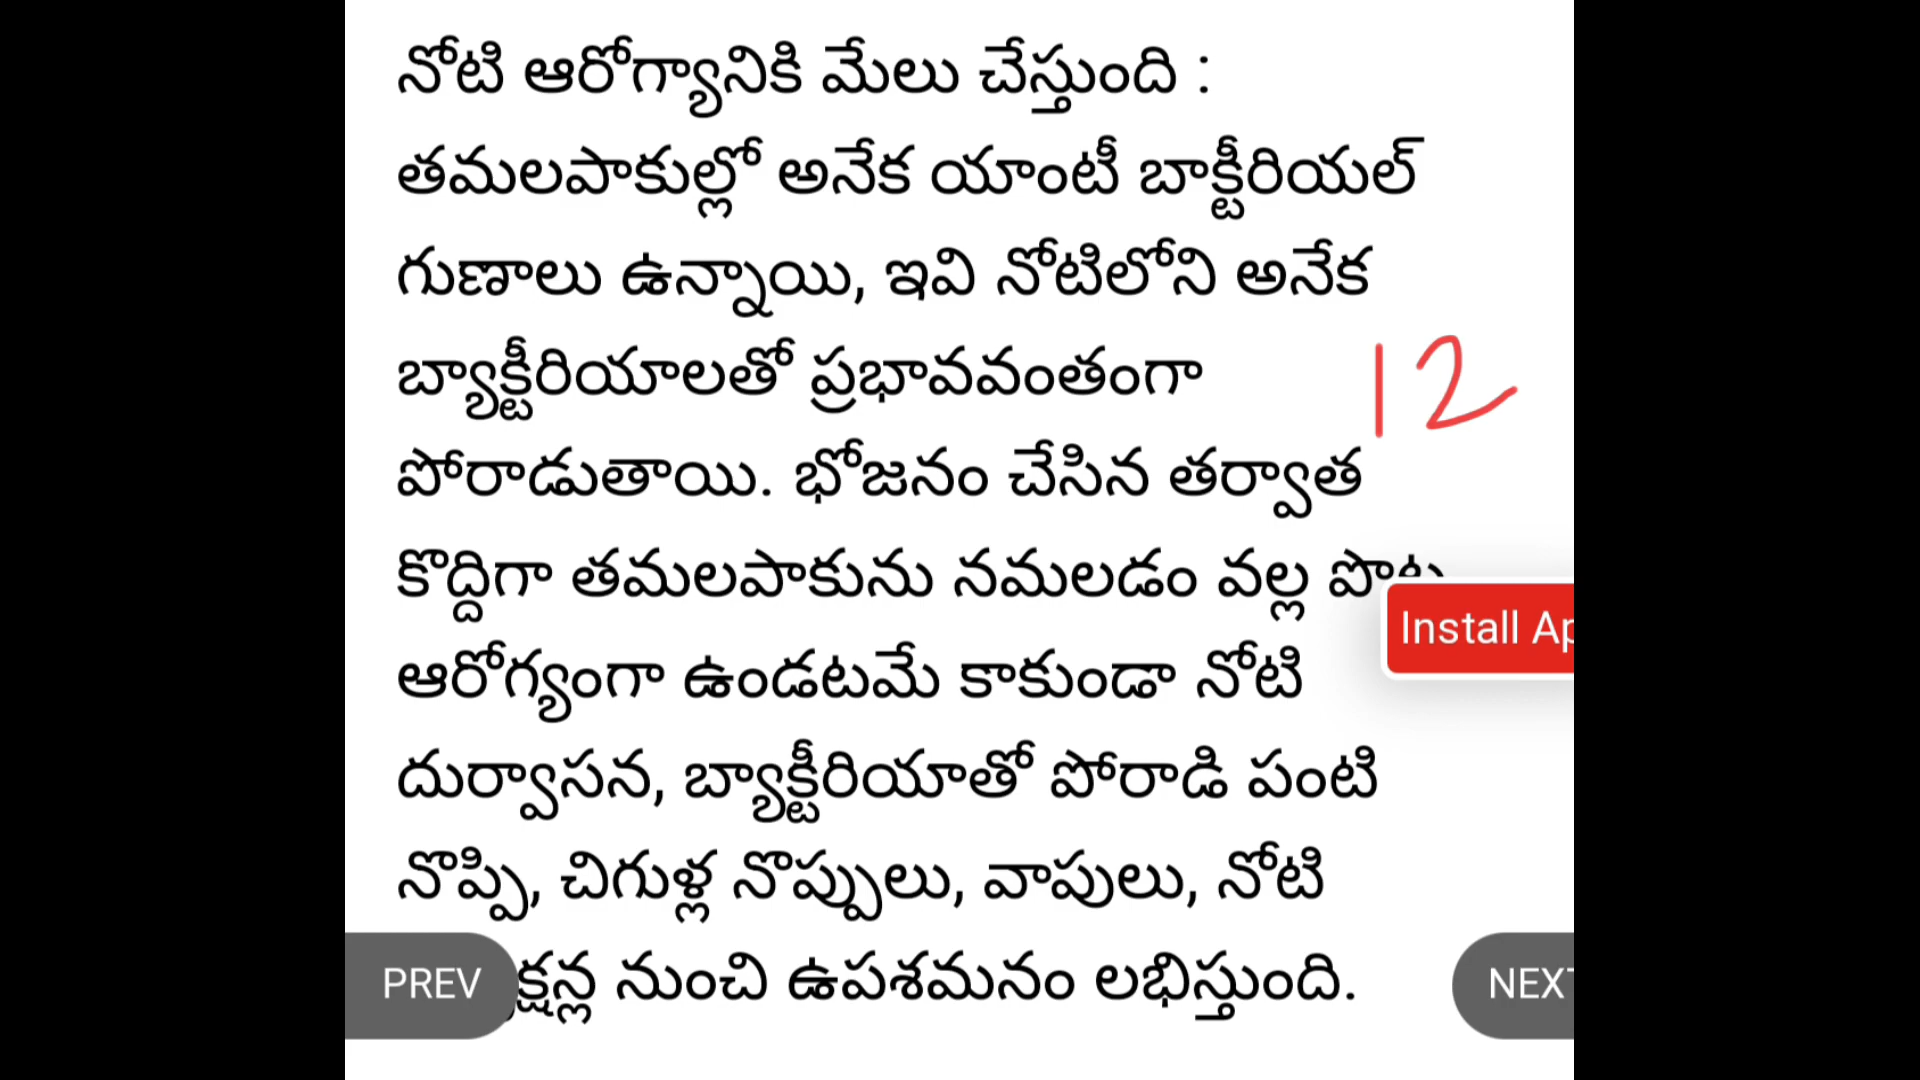 నోటి ఆరోగ్యానికి మేలు చేస్తుంది :
తమలపాకుల్లో అనేక యాంటీ బాక్టీరియల్
గుణాలు ఉన్నాయి, ఇవి నోటిలోని అనేక
బ్యాక్టీరియాలతో ప్రభావవంతంగా
12
పోరాడుతాయి. భోజనం చేసిన తర్వాత
కొద్దిగా తమలపాకును నమలడం వల్ల
Install
ఆరోగ్యంగా ఉండటమే కాకుండా నోటి
దుర్వాసన, బ్యాక్టీరియాతో పోరాడి పంటి
నొప్పి, చిగుళ్ల నొప్పులు, వాపులు, నోటి
PREV నుంచి ఉపశమనం లభిస్తుంది.